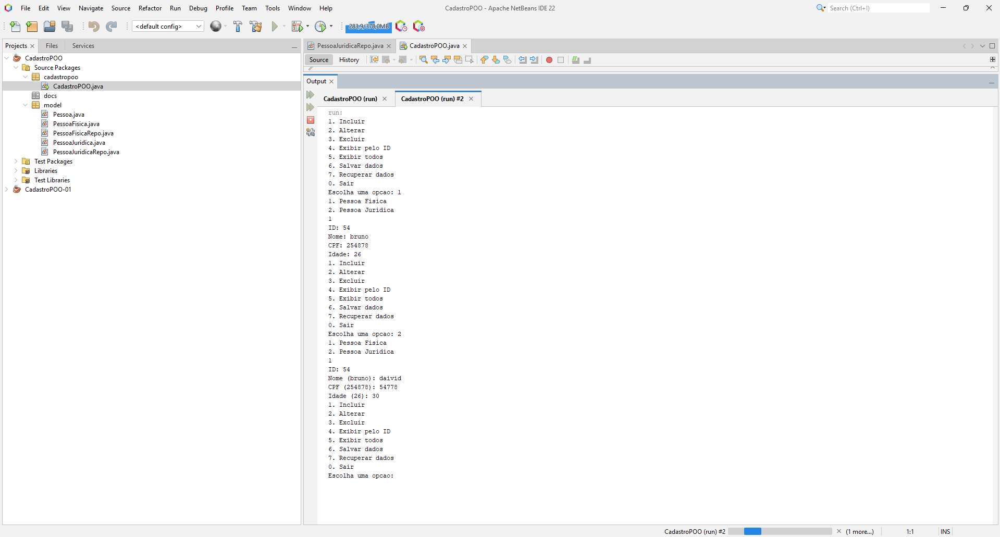 File Edit View Navigate Source Refactor Run Debug Profile Team Tools Window Help
CadastroPOO - Apache NetBeans IDE 22
Search (Ctrl+I)
<default config>
283,9/378,0MB
Projects Files Services
CadastroPOO
Source Packages
cadastropoo
CadastroPOO.java
docs
model
Pessoa.java
PessoaFisica.java
PessoaFisicaRepo.java
PessoaJuridica.java
PessoaJuridicaRepo.java
Test Packages
Libraries
Test Libraries
CadastroPOO-01
PessoaJuridicaRepo.java CadastroPOO.java
Source History
Output
CadastroPOO (run) CadastroPOO (run) #2
run:
1. Incluir
2. Alterar
3. Excluir
4. Exibir pelo ID
5. Exibir todos
6. Salvar dados
7. Recuperar dados
0. Sair
Escolha uma opcao: 1
1. Pessoa Fisica
2. Pessoa Juridica
1
ID: 54
Nome: bruno
CPF: 254878
Idade: 26
1. Incluir
2. Alterar
3. Excluir
4. Exibir pelo ID
5. Exibir todos
6. Salvar dados
7. Recuperar dados
0. Sair
Escolha uma opcao: 2
1. Pessoa Fisica
2. Pessoa Juridica
1
ID: 54
Nome (bruno): daivid
CPF (254878): 54778
Idade (26): 30
1. Incluir
2. Alterar
3. Excluir
4. Exibir pelo ID
5. Exibir todos
6. Salvar dados
7. Recuperar dados
0. Sair
Escolha uma opcao:
CadastroPOO (run) #2 (1 more...) 1:1 INS